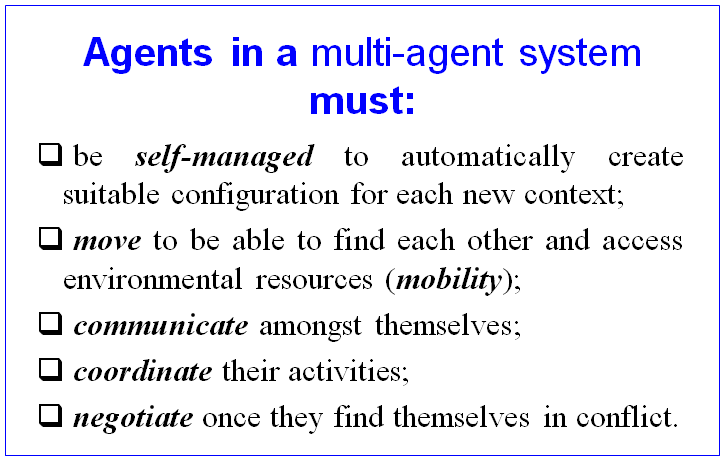 Agents in a multi-agent system
must:
❑ be self-managed to automatically create
suitable configuration for each new context;
❑ move to be able to find each other and access
environmental resources (mobility);
❑ communicate amongst themselves;
❑ coordinate their activities;
❑ negotiate once they find themselves in conflict.